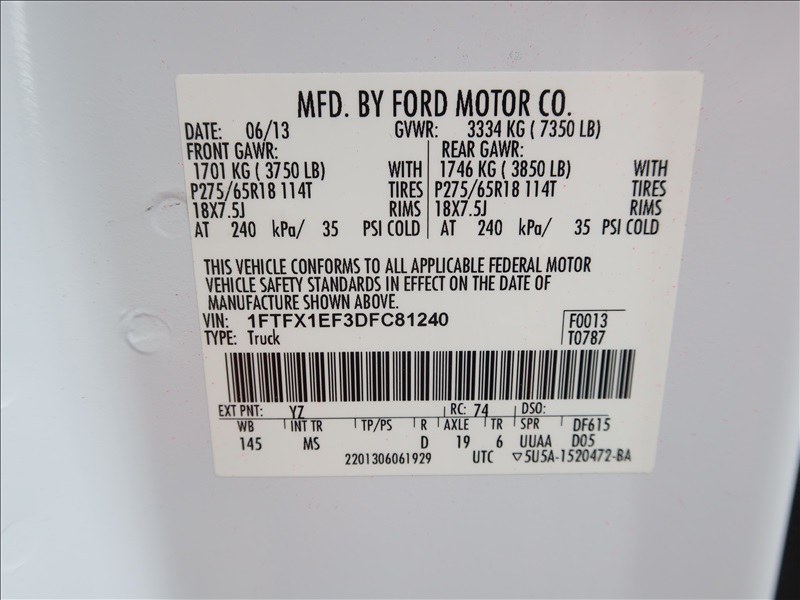 MFD. BY FORD MOTOR CO.
DATE: 06/13 GVWR: 3334 KG ( 7350 LB)
FRONT GAWR: REAR GAWR:
1701 KG ( 3750 LB) WITH 1746 KG ( 3850 LB) WITH
P275/65R18 114T TIRES P275/65R18 114T TIRES
18X7.5J RIMS 18X7.5J RIMS
AT 240 kPa/ 35 PSI COLD AT 240 kPa/ 35 PSI COLD
THIS VEHICLE CONFORMS TO ALL APPLICABLE FEDERAL MOTOR
VEHICLE SAFETY STANDARDS IN EFFECT ON THE DATE OF
MANUFACTURE SHOWN ABOVE.
VIN: 1FTFX1EF3DFC81240 F0013
TYPE: Truck T0787
EXT PNT: YZ RC: 74 DSO:
WB INT TR TP/PS R AXLE TR SPR DF615
145 MS D 19 6 UUAA D05
2201306061929 UTC ▽5U5A-1520472-BA